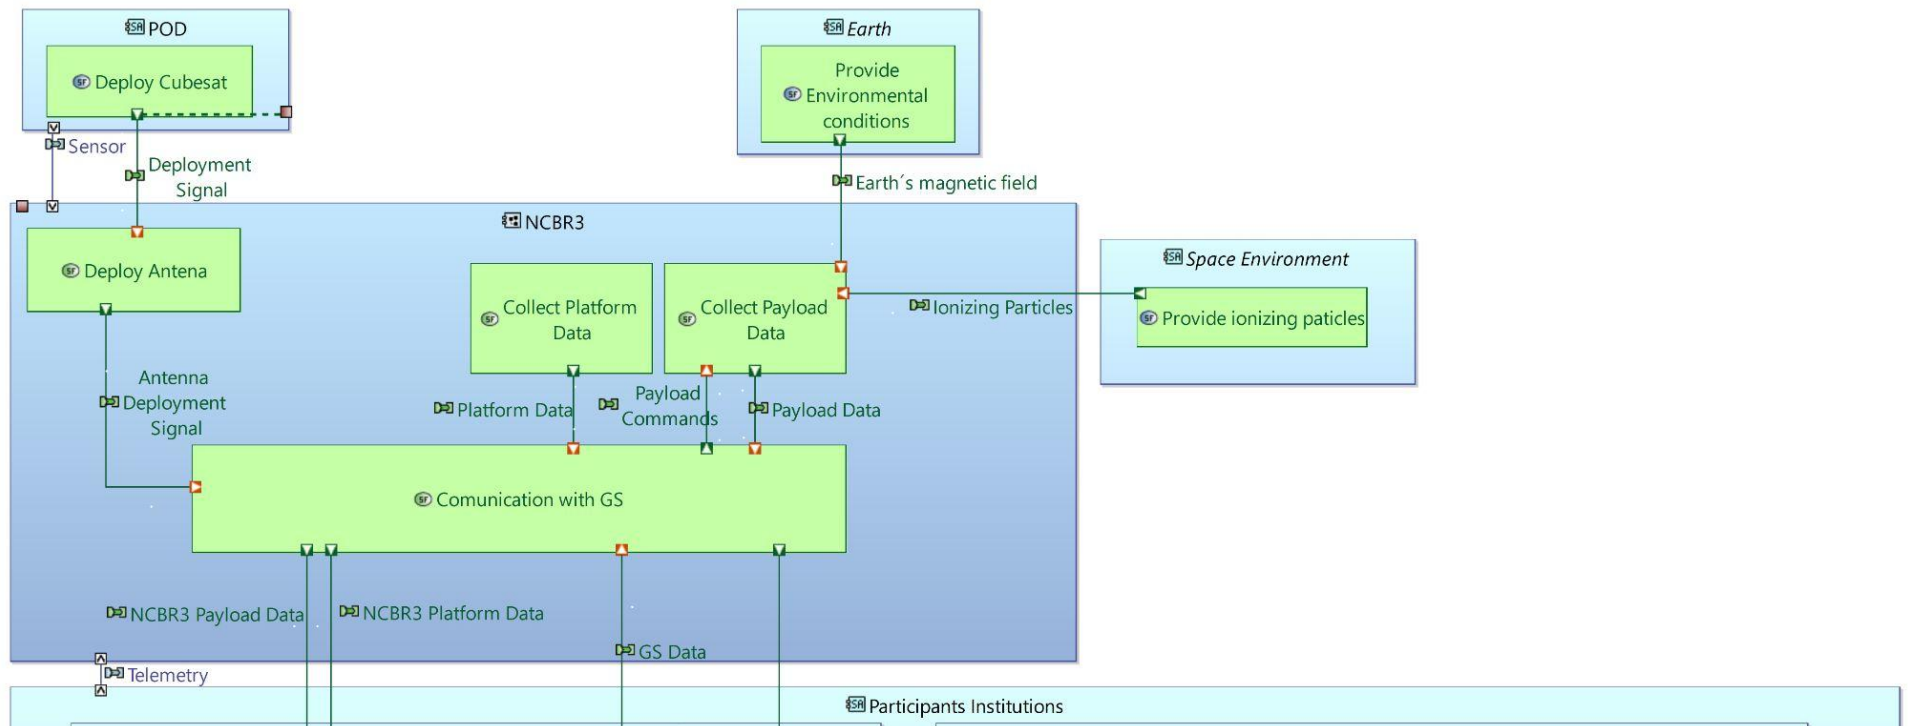 POD
Deploy Cubesat
Earth
Provide
Environmental
conditions
Sensor
Deployment
Signal
Earth´s magnetic field
NCBR3
Deploy Antena
Space Environment
Collect Platform
Data
Collect Payload
Data
Ionizing Particles
Provide ionizing paticles
Antenna
Deployment
Signal
Platform Data
Payload
Commands
Payload Data
Comunication with GS
NCBR3 Payload Data
NCBR3 Platform Data
GS Data
Telemetry
Participants Institutions